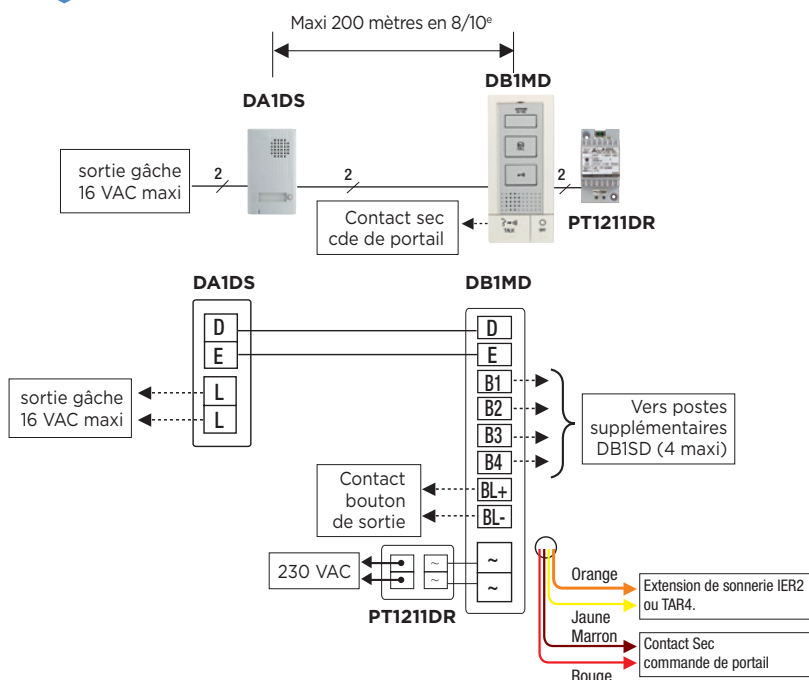 Maxi 200 mètres en 8/10e
DA1DS
DB1MD
sortie gâche
16 VAC maxi
2
2
2
Contact sec
cde de portail
TALK
OFF
PT1211DR
DA1DS
DB1MD
D
E
L
L
D
E
B1
B2
B3
B4
BL+
BL-
~
~
sortie gâche
16 VAC maxi
Vers postes
supplémentaires
DB1SD (4 maxi)
Contact
bouton
de sortie
230 VAC
~
~
PT1211DR
Orange
Jaune
Marron
Rouge
Extension de sonnerie IER2
ou TAR4.
Contact Sec
commande de portail